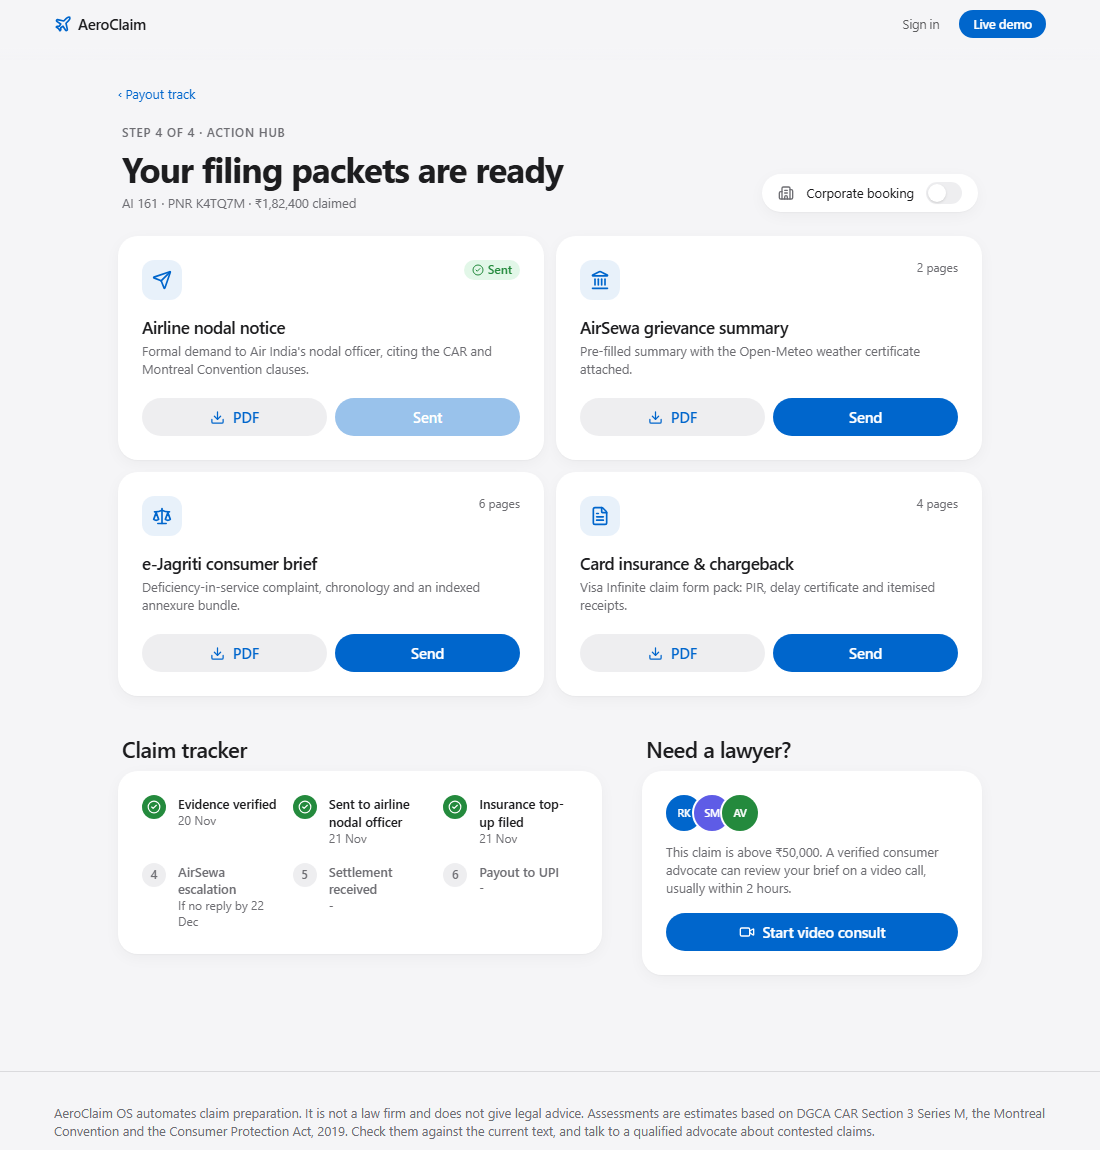 AeroClaim
Sign in
Live demo
‹ Payout track
STEP 4 OF 4 · ACTION HUB
Your filing packets are ready
AI 161 · PNR K4TQ7M · ₹1,82,400 claimed
Corporate booking
Sent
Airline nodal notice
Formal demand to Air India's nodal officer, citing the CAR and
Montreal Convention clauses.
PDF
Sent
2 pages
AirSewa grievance summary
Pre-filled summary with the Open-Meteo weather certificate
attached.
PDF
Send
6 pages
e-Jagriti consumer brief
Deficiency-in-service complaint, chronology and an indexed
annexure bundle.
PDF
Send
4 pages
Card insurance & chargeback
Visa Infinite claim form pack: PIR, delay certificate and itemised
receipts.
PDF
Send
Claim tracker
Evidence verified
20 Nov
Sent to airline
nodal officer
21 Nov
Insurance top-
up filed
21 Nov
4
AirSewa
escalation
If no reply by 22
Dec
5
Settlement
received
-
6
Payout to UPI
-
Need a lawyer?
RK
SM
AV
This claim is above ₹50,000. A verified consumer
advocate can review your brief on a video call,
usually within 2 hours.
Start video consult
AeroClaim OS automates claim preparation. It is not a law firm and does not give legal advice. Assessments are estimates based on DGCA CAR Section 3 Series M, the Montreal
Convention and the Consumer Protection Act, 2019. Check them against the current text, and talk to a qualified advocate about contested claims.